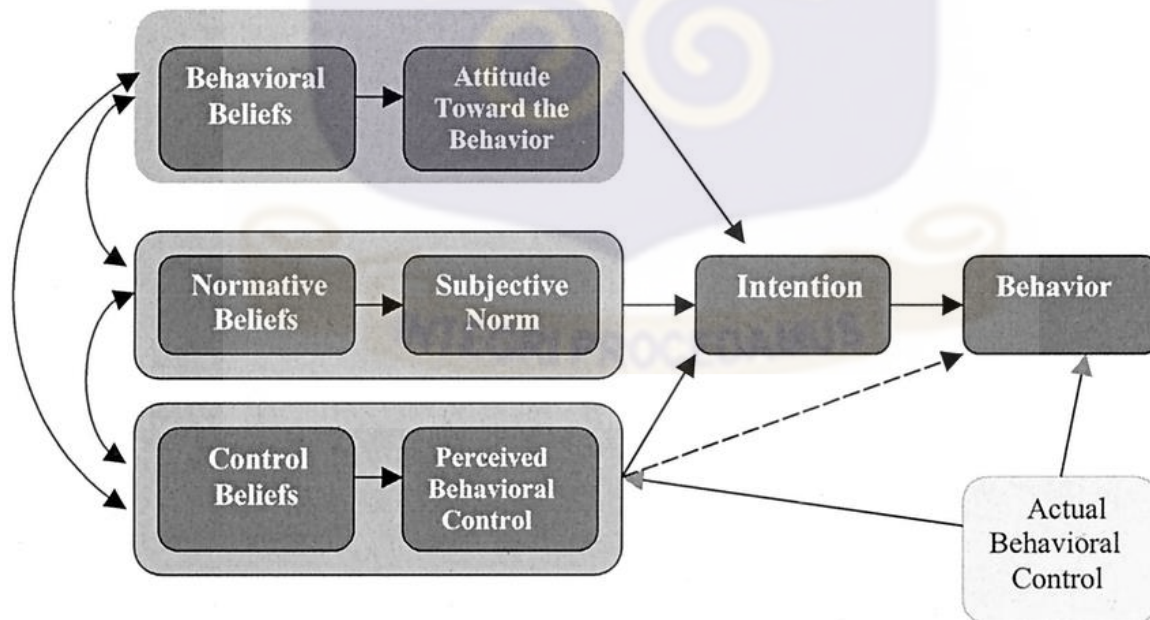 Behavioral
Beliefs
Attitude
Toward the
Behavior
Normative
Beliefs
Subjective
Norm
Intention
Behavior
Control
Beliefs
Perceived
Behavioral
Control
Actual
Behavioral
Control